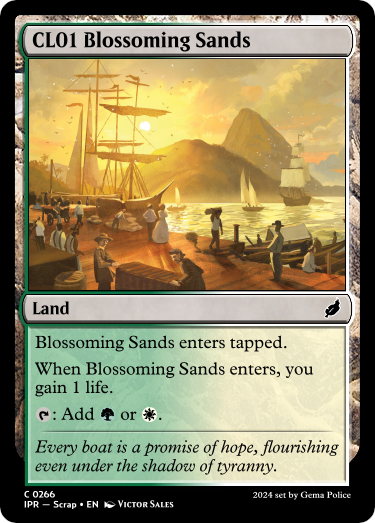 CL01 Blossoming Sands
Land
Blossoming Sands enters tapped.
When Blossoming Sands enters, you
gain 1 life.
: Add or .
Every boat is a promise of hope, flourishing
even under the shadow of tyranny.
C 0266
IPR — Scrap • EN VICTOR SALES
2024 set by Gema Police